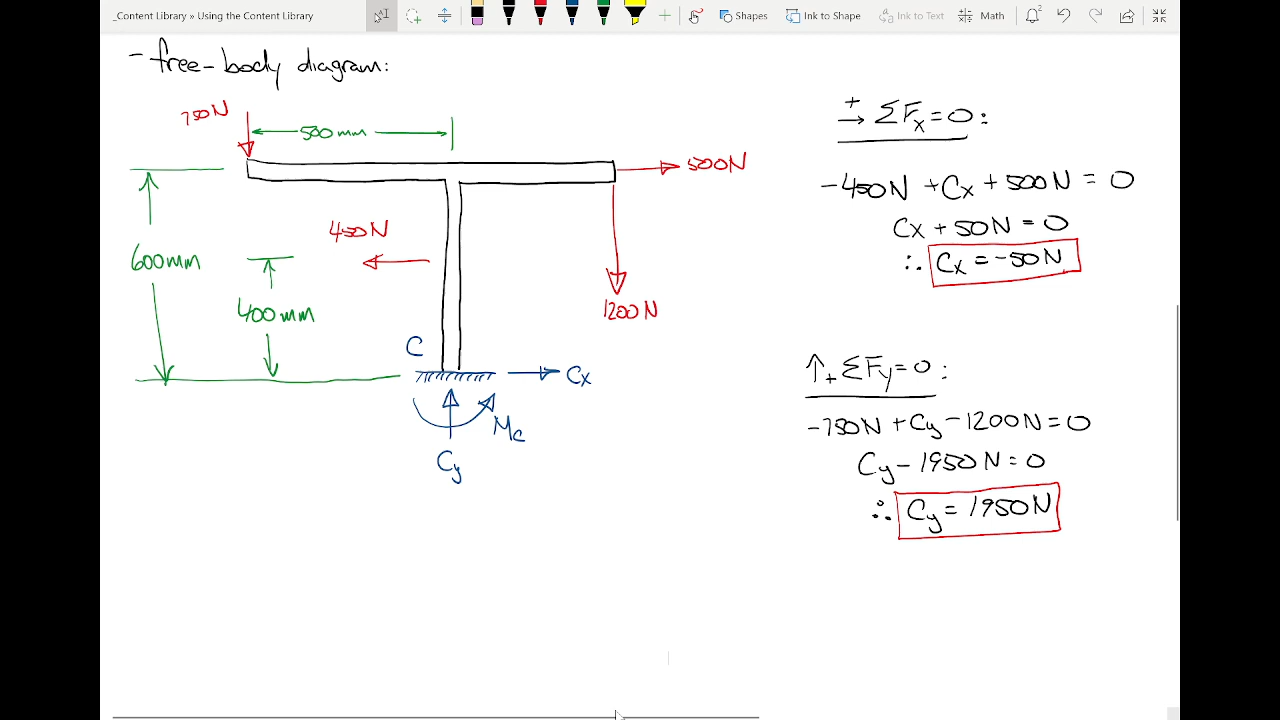 _Content Library » Using the Content Library
Shapes
Ink to Shape
Ink to Text
Math
- free-body diagram:
750N
500mm
500N
450N
600mm
400mm
1200N
C
Cx
Mc
Cy
+→ ΣFx=0:
-450N +Cx +500N = 0
Cx + 50N = 0
∴ Cx = -50N
↑+ ΣFy=0:
-750N +Cy -1200N = 0
Cy - 1950N = 0
∴ Cy = 1950N